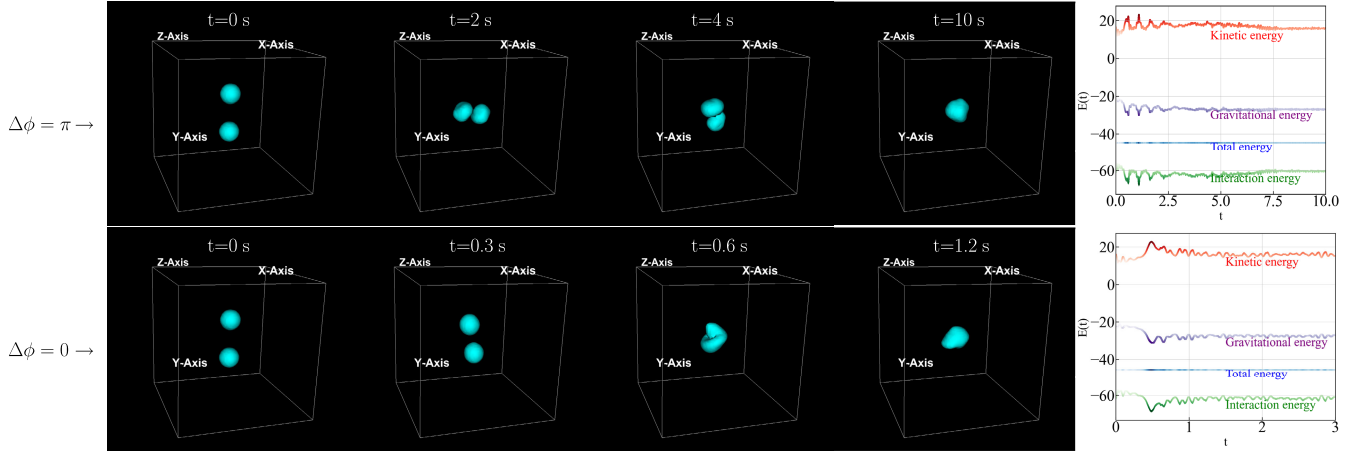 t=0 s
t=2 s
t=4 s
t=10 s
Z-Axis
X-Axis
Y-Axis
Z-Axis
X-Axis
Y-Axis
Z-Axis
X-Axis
Y-Axis
Z-Axis
X-Axis
Y-Axis
Δϕ = π →
20
0
−20
−40
−60
E(t)
Kinetic energy
Gravitational energy
Total energy
Interaction energy
0.0 2.5 5.0 7.5 10.0
t
t=0 s
t=0.3 s
t=0.6 s
t=1.2 s
Z-Axis
X-Axis
Y-Axis
Z-Axis
X-Axis
Y-Axis
Z-Axis
X-Axis
Y-Axis
Z-Axis
X-Axis
Y-Axis
Δϕ = 0 →
20
0
−20
−40
−60
E(t)
Kinetic energy
Gravitational energy
Total energy
Interaction energy
0 1 2 3
t